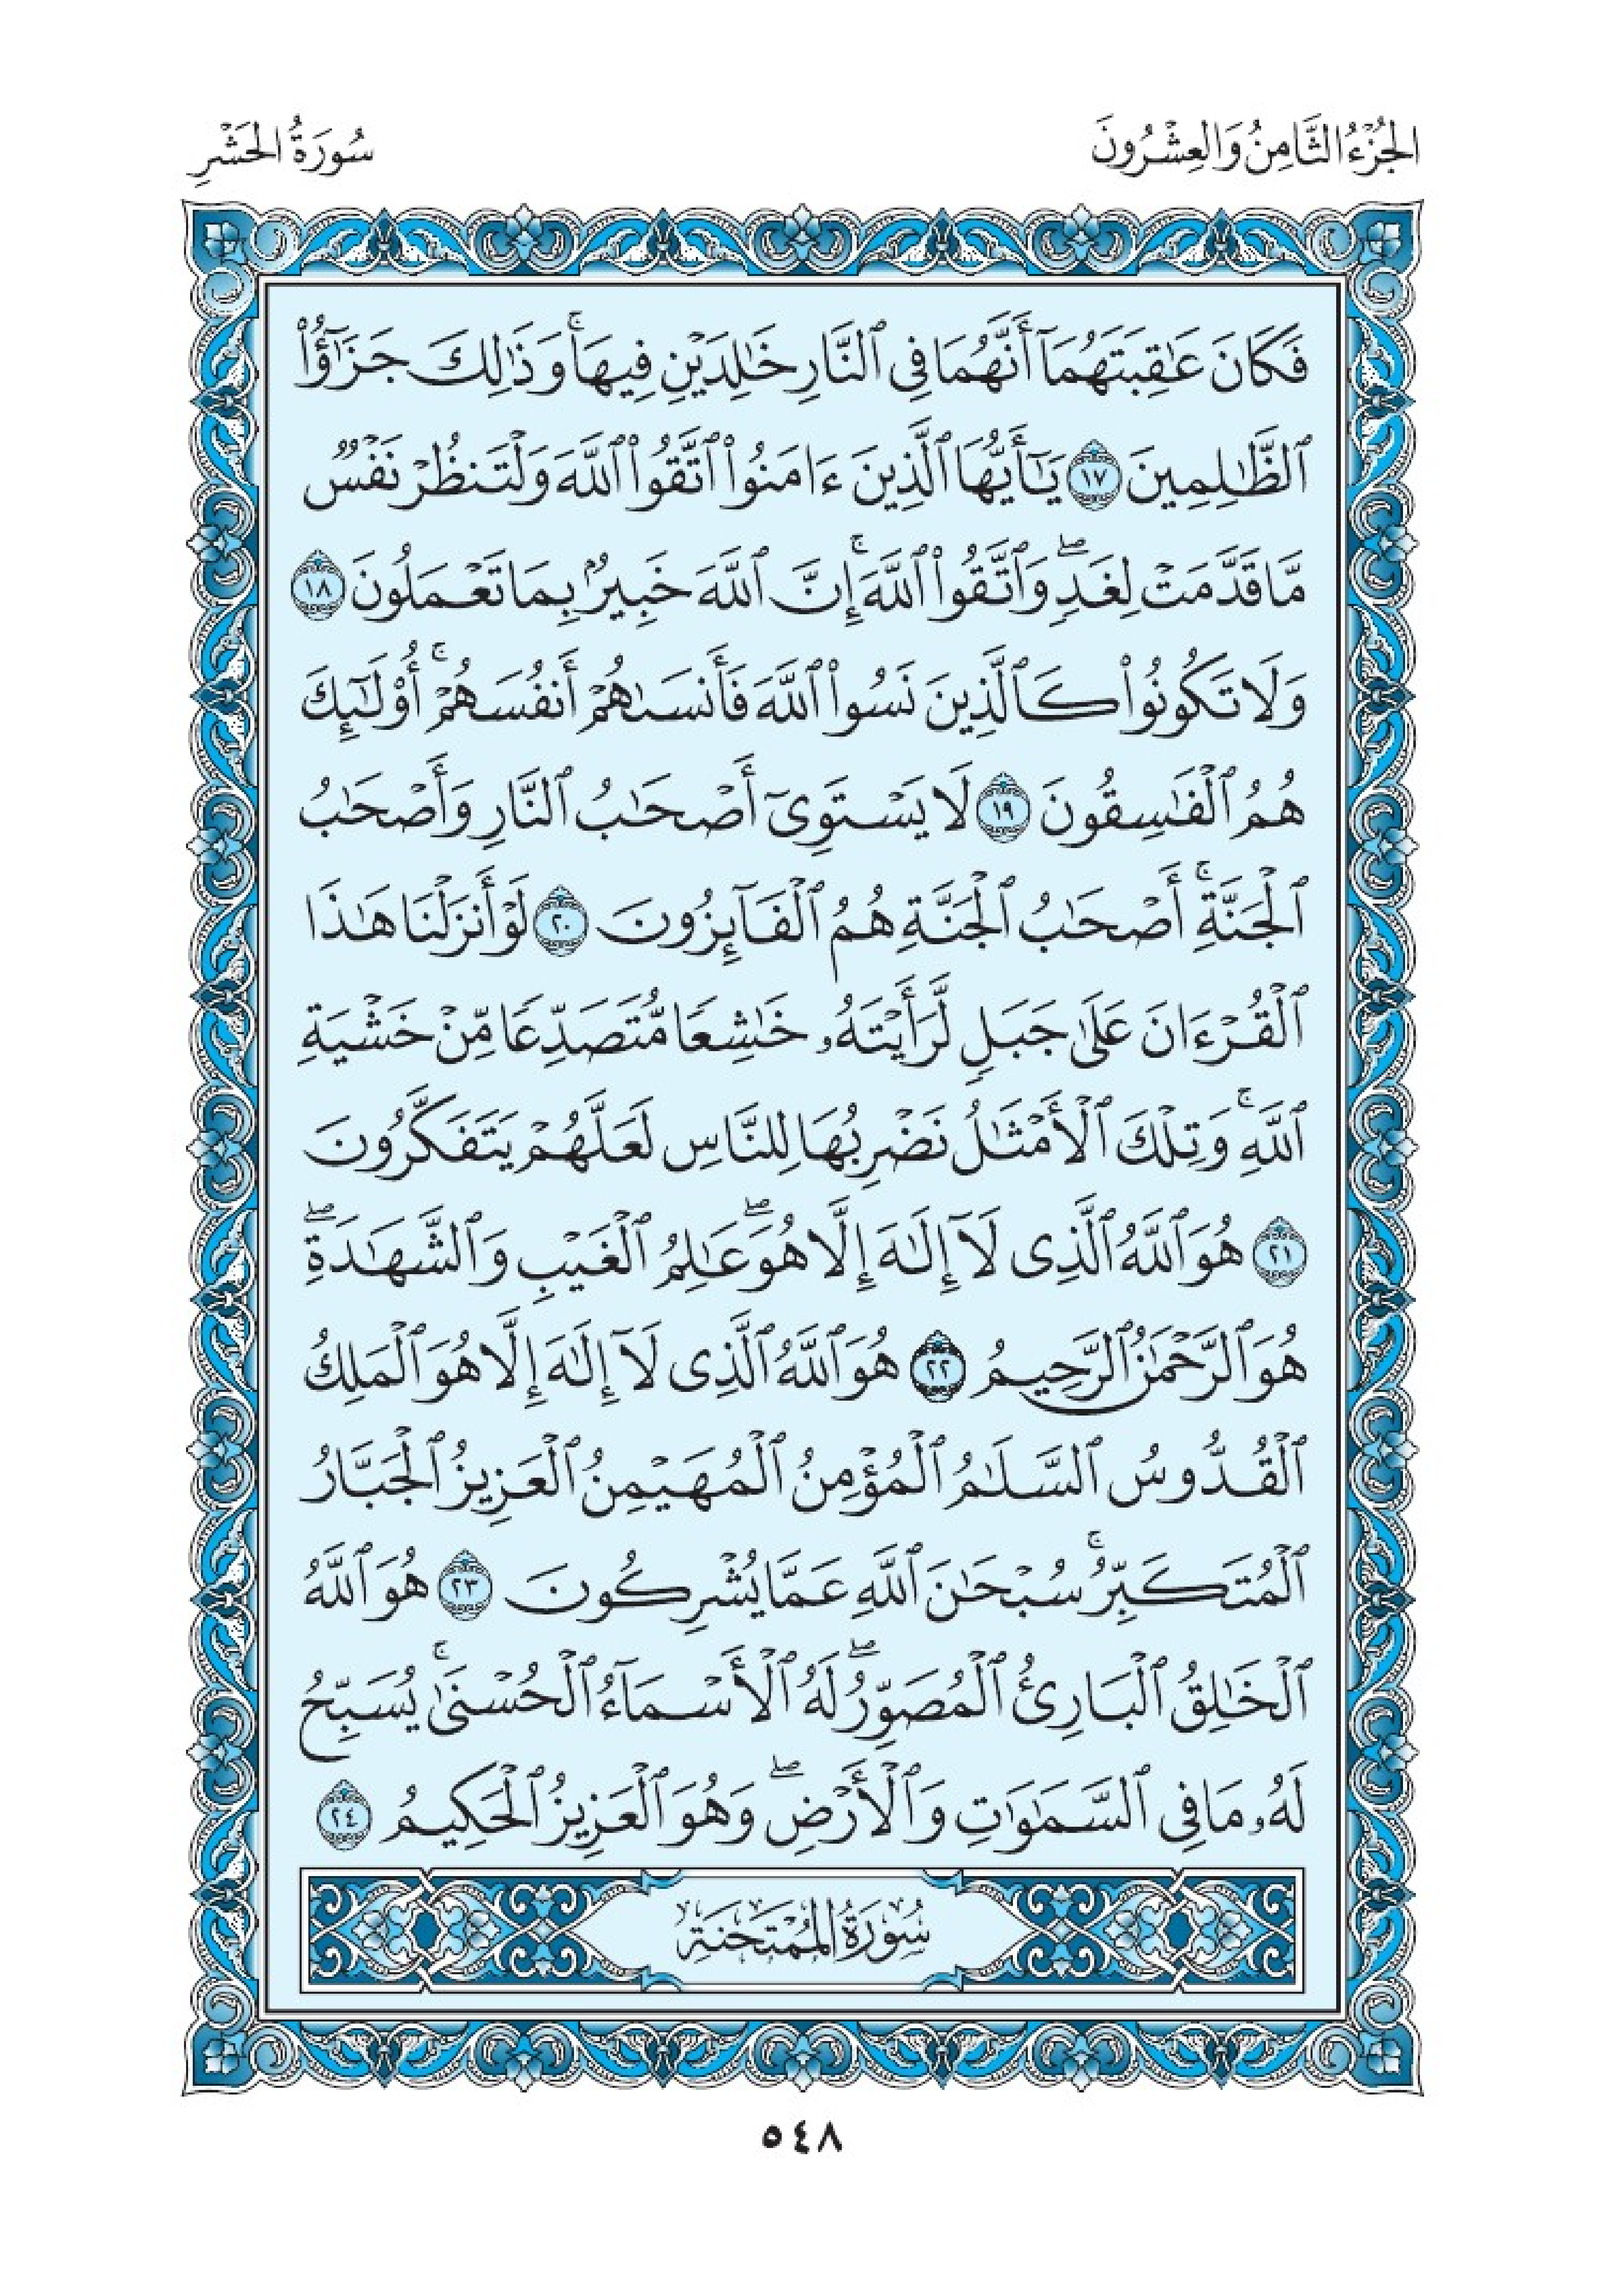 الجُزْءُ الثَّامِنُ وَالعِشْرُونَ
سُورَةُ الحَشْرِ
فَكَانَ عَٰقِبَتَهُمَآ أَنَّهُمَا فِي ٱلنَّارِ خَٰلِدَيْنِ فِيهَاۚ وَذَٰلِكَ جَزَٰٓؤُاْ
ٱلظَّٰلِمِينَ ١٧ يَٰٓأَيُّهَا ٱلَّذِينَ ءَامَنُواْ ٱتَّقُواْ ٱللَّهَ وَلْتَنظُرْ نَفْسٌ
مَّا قَدَّمَتْ لِغَدٍۖ وَٱتَّقُواْ ٱللَّهَۚ إِنَّ ٱللَّهَ خَبِيرُۢ بِمَا تَعْمَلُونَ ١٨
وَلَا تَكُونُواْ كَٱلَّذِينَ نَسُواْ ٱللَّهَ فَأَنسَىٰهُمْ أَنفُسَهُمْۚ أُوْلَٰٓئِكَ
هُمُ ٱلْفَٰسِقُونَ ١٩ لَا يَسْتَوِيٓ أَصْحَٰبُ ٱلنَّارِ وَأَصْحَٰبُ
ٱلْجَنَّةِۚ أَصْحَٰبُ ٱلْجَنَّةِ هُمُ ٱلْفَآئِزُونَ ٢٠ لَوْ أَنزَلْنَا هَٰذَا
ٱلْقُرْءَانَ عَلَىٰ جَبَلٍ لَّرَأَيْتَهُۥ خَٰشِعًا مُّتَصَدِّعًا مِّنْ خَشْيَةِ
ٱللَّهِۚ وَتِلْكَ ٱلْأَمْثَٰلُ نَضْرِبُهَا لِلنَّاسِ لَعَلَّهُمْ يَتَفَكَّرُونَ
٢١ هُوَ ٱللَّهُ ٱلَّذِي لَآ إِلَٰهَ إِلَّا هُوَۖ عَٰلِمُ ٱلْغَيْبِ وَٱلشَّهَٰدَةِۖ
هُوَ ٱلرَّحْمَٰنُ ٱلرَّحِيمُ ٢٢ هُوَ ٱللَّهُ ٱلَّذِي لَآ إِلَٰهَ إِلَّا هُوَ ٱلْمَلِكُ
ٱلْقُدُّوسُ ٱلسَّلَٰمُ ٱلْمُؤْمِنُ ٱلْمُهَيْمِنُ ٱلْعَزِيزُ ٱلْجَبَّارُ
ٱلْمُتَكَبِّرُۚ سُبْحَٰنَ ٱللَّهِ عَمَّا يُشْرِكُونَ ٢٣ هُوَ ٱللَّهُ
ٱلْخَٰلِقُ ٱلْبَارِئُ ٱلْمُصَوِّرُۖ لَهُ ٱلْأَسْمَآءُ ٱلْحُسْنَىٰۚ يُسَبِّحُ
لَهُۥ مَا فِي ٱلسَّمَٰوَٰتِ وَٱلْأَرْضِۖ وَهُوَ ٱلْعَزِيزُ ٱلْحَكِيمُ ٢٤
سُورَةُ المُمْتَحَنَةِ
٥٤٨